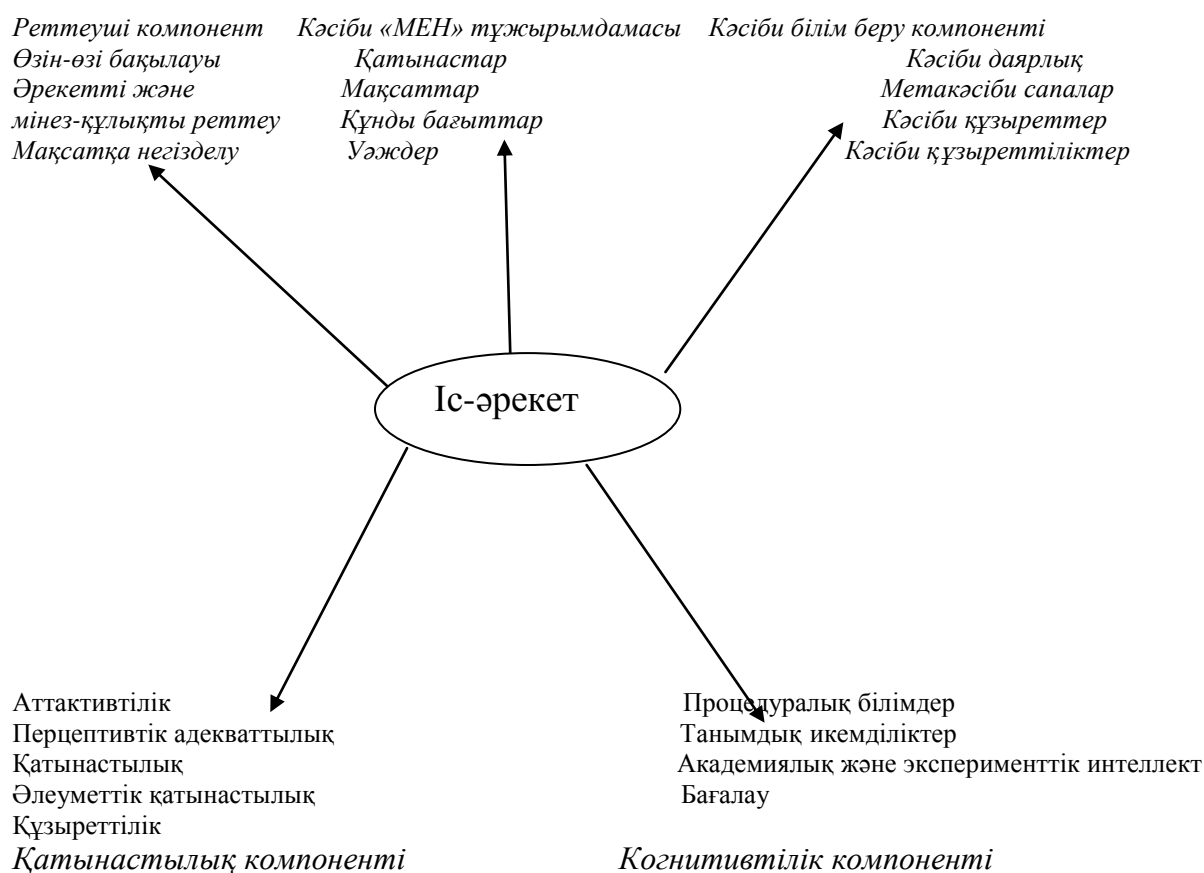 Реттеуші компонент Кәсіби «МЕН» тұжырымдамасы Кәсіби білім беру компоненті
Өзін-өзі бақылауы Қатынастар Кәсіби даярлық
Әрекетті және Мақсаттар Метакәсіби сапалар
мінез-құлықты реттеу Құнды бағыттар Кәсіби құзыреттер
Мақсатқа негізделу Уәждер Кәсіби құзыреттіліктер
Іс-әрекет
Аттактивтілік Процедуралық білімдер
Перцептивтік адекваттылық Танымдық икемділіктер
Қатынастылық Академиялық және эксперименттік интеллект
Әлеуметтік қатынастылық Бағалау
Құзыреттілік
Қатынастылық компоненті Когнитивтілік компоненті